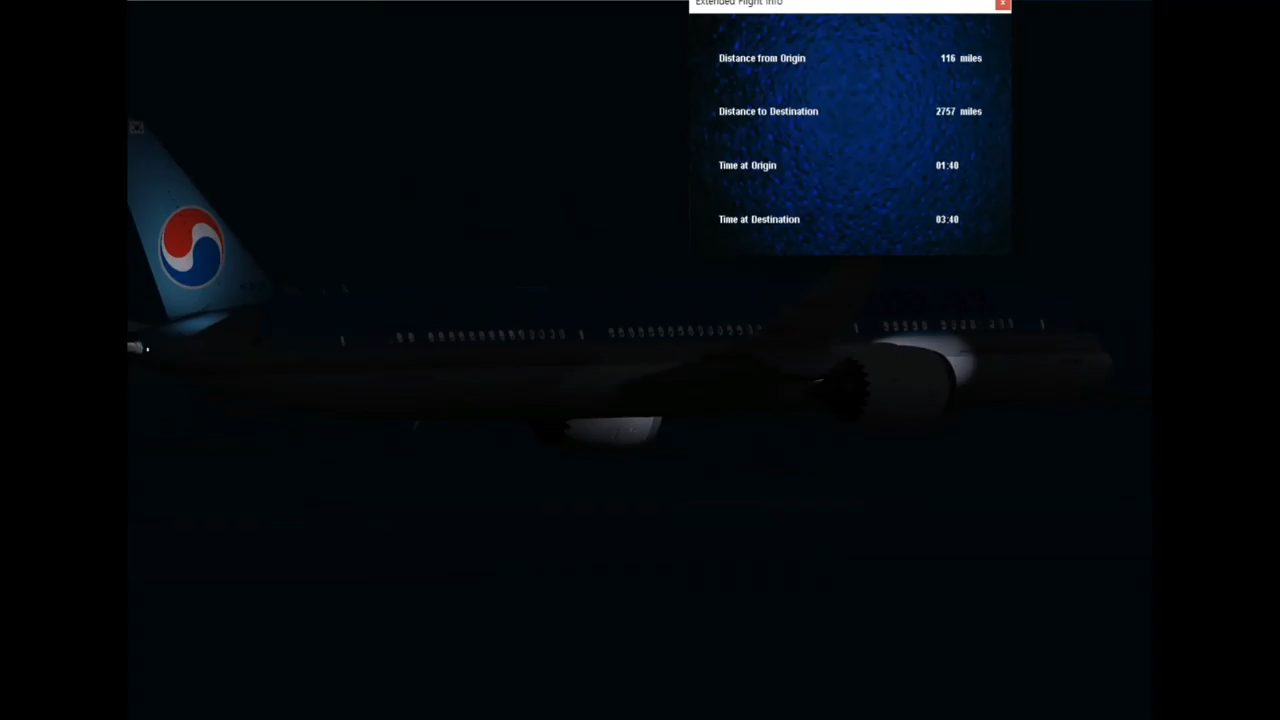 Extended Flight Info
Distance from Origin 116 miles
Distance to Destination 2757 miles
Time at Origin 01:40
Time at Destination 03:40